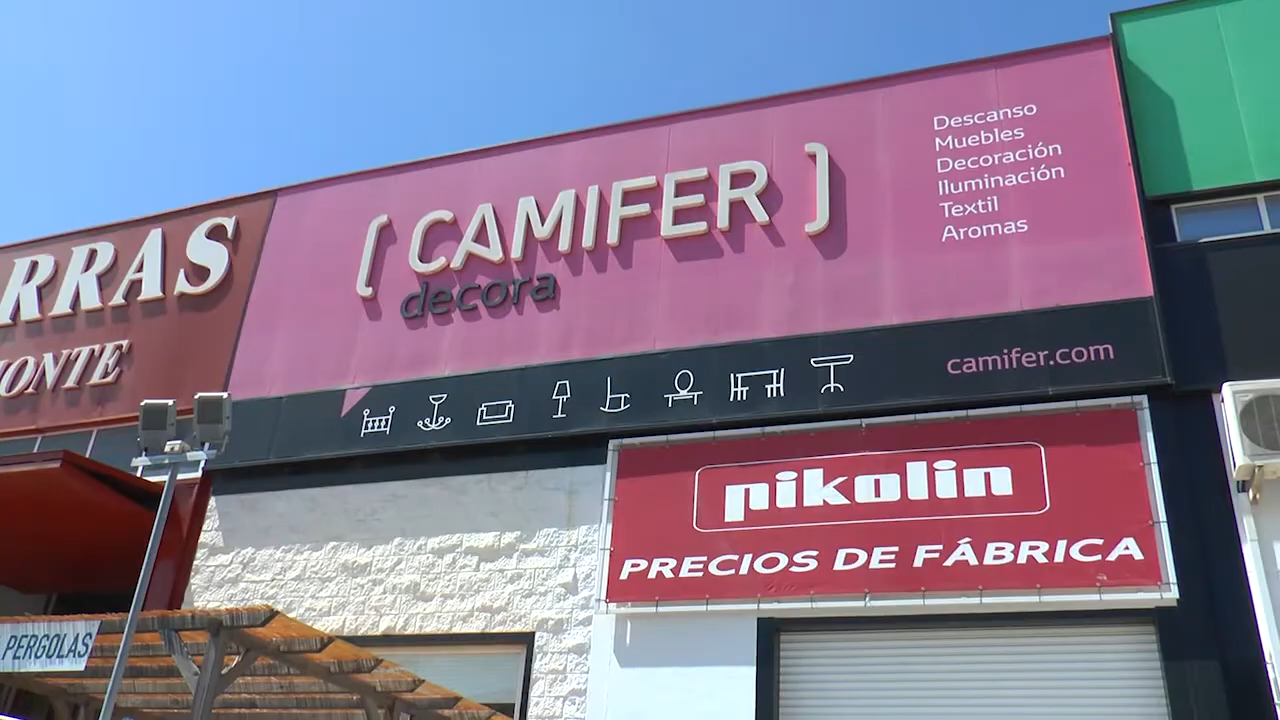 RRAS
ONTE
[ CAMIFER ]
decora
Descanso
Muebles
Decoración
Iluminación
Textil
Aromas
camifer.com
pikolin
PRECIOS DE FÁBRICA
PERGOLAS